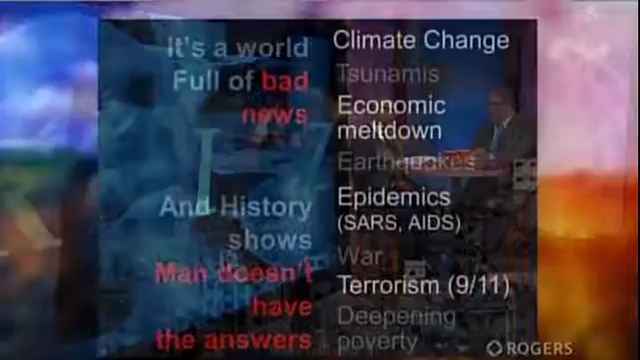 It's a world
Full of bad
news
And History
shows
Man doesn't
have
the answers
Climate Change
Tsunamis
Economic
meltdown
Earthquakes
Epidemics
(SARS, AIDS)
War
Terrorism (9/11)
Deepening
poverty
ROGERS